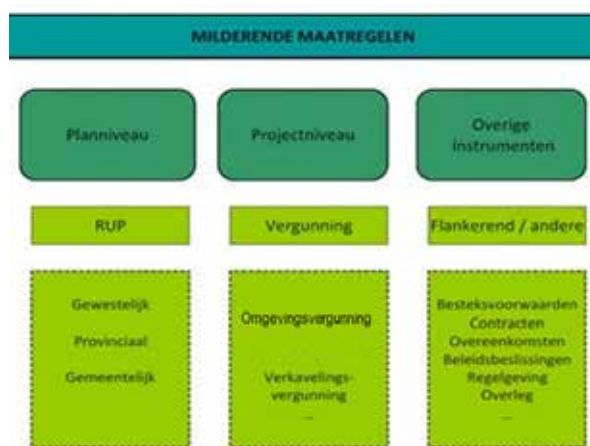 MILDERENDE MAATREGELEN
Planniveau
Projectniveau
Overige
instrumenten
RUP
Vergunning
Flankerend / andere
Gewestelijk
Provinciaal
Gemeentelijk
Omgevingsvergunning
Verkavelings-
vergunning
...
Besteksvoorwaarden
Contracten
Overeenkomsten
Beleidsbeslissingen
Regelgeving
Overleg
...